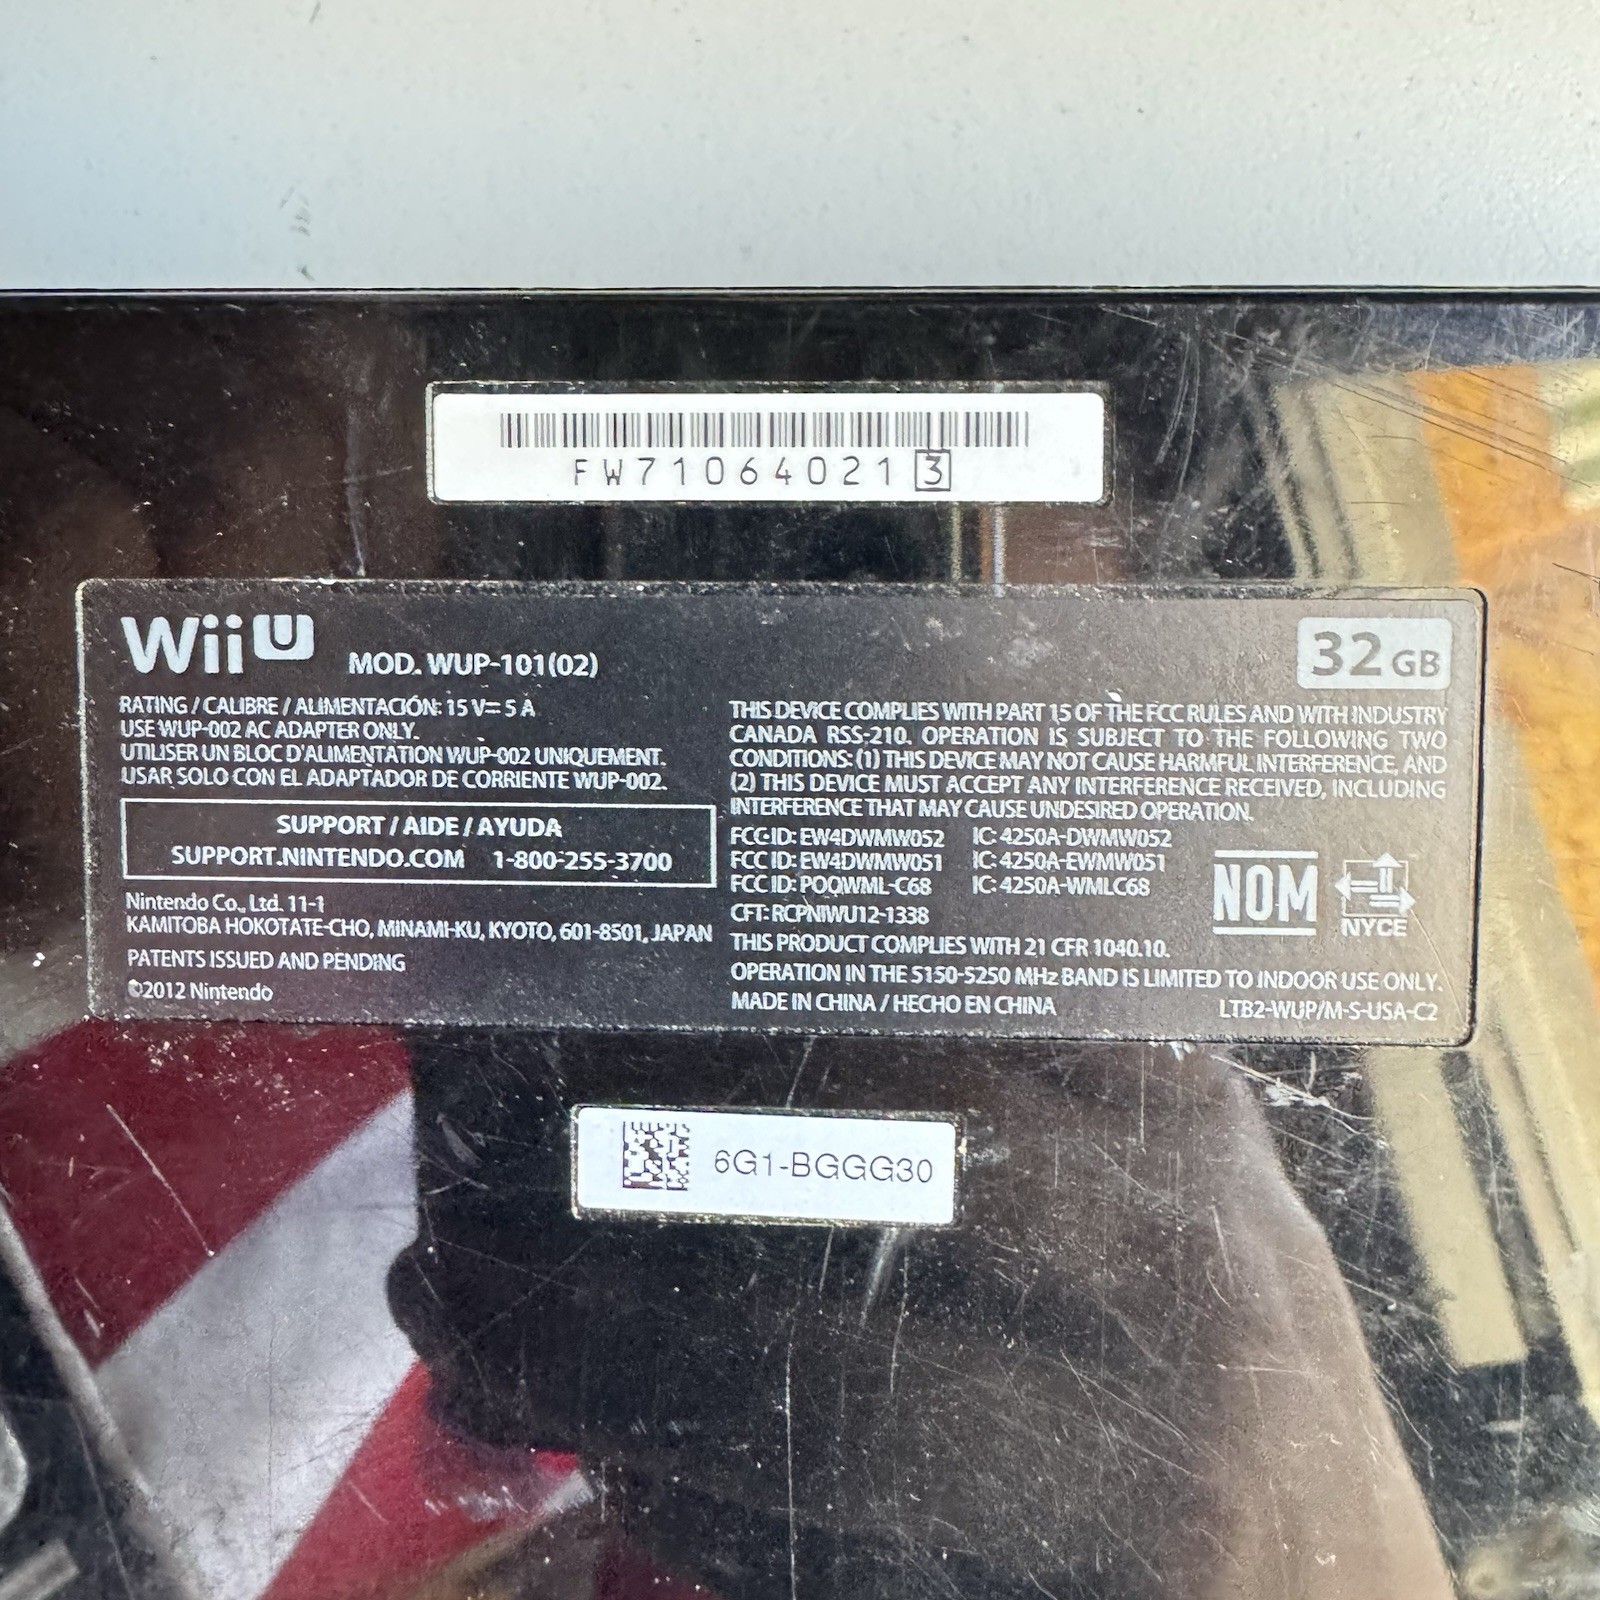 FW71064021 3
Wii U MOD. WUP-101(02)
32 GB
RATING / CALIBRE / ALIMENTACIÓN: 15 V⎓ 5 A
USE WUP-002 AC ADAPTER ONLY.
UTILISER UN BLOC D'ALIMENTATION WUP-002 UNIQUEMENT.
USAR SOLO CON EL ADAPTADOR DE CORRIENTE WUP-002.
SUPPORT / AIDE / AYUDA
SUPPORT.NINTENDO.COM 1-800-255-3700
Nintendo Co., Ltd. 11-1
KAMITOBA HOKOTATE-CHO, MINAMI-KU, KYOTO, 601-8501, JAPAN
PATENTS ISSUED AND PENDING
©2012 Nintendo
THIS DEVICE COMPLIES WITH PART 15 OF THE FCC RULES AND WITH INDUSTRY
CANADA RSS-210. OPERATION IS SUBJECT TO THE FOLLOWING TWO
CONDITIONS: (1) THIS DEVICE MAY NOT CAUSE HARMFUL INTERFERENCE, AND
(2) THIS DEVICE MUST ACCEPT ANY INTERFERENCE RECEIVED, INCLUDING
INTERFERENCE THAT MAY CAUSE UNDESIRED OPERATION.
FCC ID: EW4DWMW052 IC: 4250A-DWMW052
FCC ID: EW4DWMW051 IC: 4250A-EWMW051
FCC ID: POOWML-C68 IC: 4250A-WMLC68
CFT: RCPNIWU12-1338
NOM
NYCE
THIS PRODUCT COMPLIES WITH 21 CFR 1040.10.
OPERATION IN THE 5150-5250 MHz BAND IS LIMITED TO INDOOR USE ONLY.
MADE IN CHINA / HECHO EN CHINA LTB2-WUP/M-S-USA-C2
6G1-BGGG30